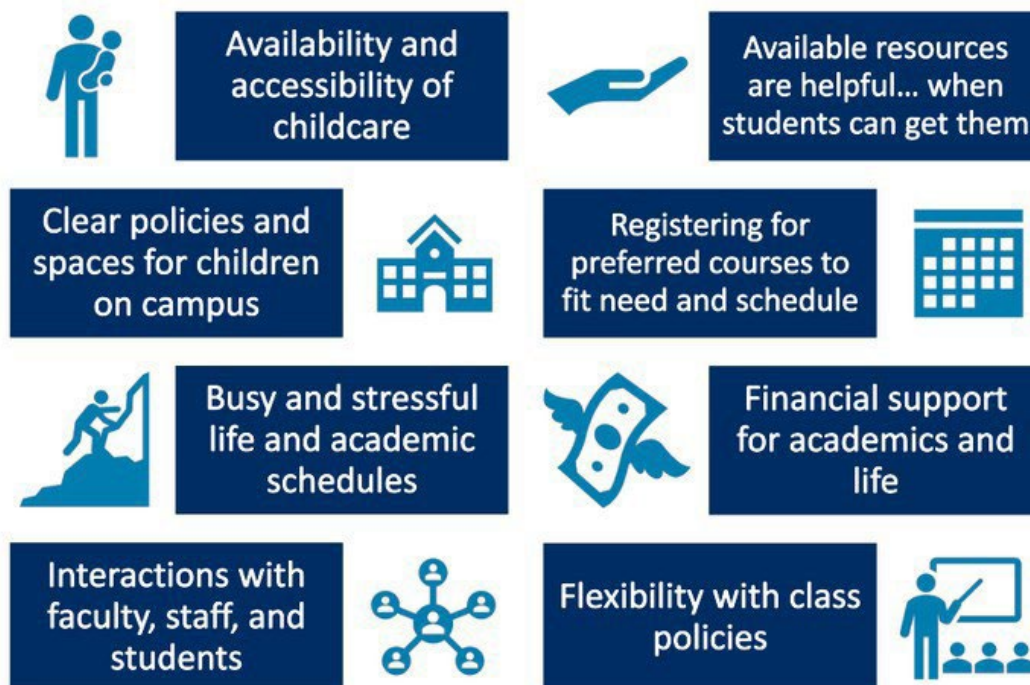 Availability and
accessibility of
childcare
Available resources
are helpful... when
students can get them
Clear policies and
spaces for children
on campus
Registering for
preferred courses to
fit need and schedule
Busy and stressful
life and academic
schedules
Financial support
for academics and
life
Interactions with
faculty, staff, and
students
Flexibility with class
policies